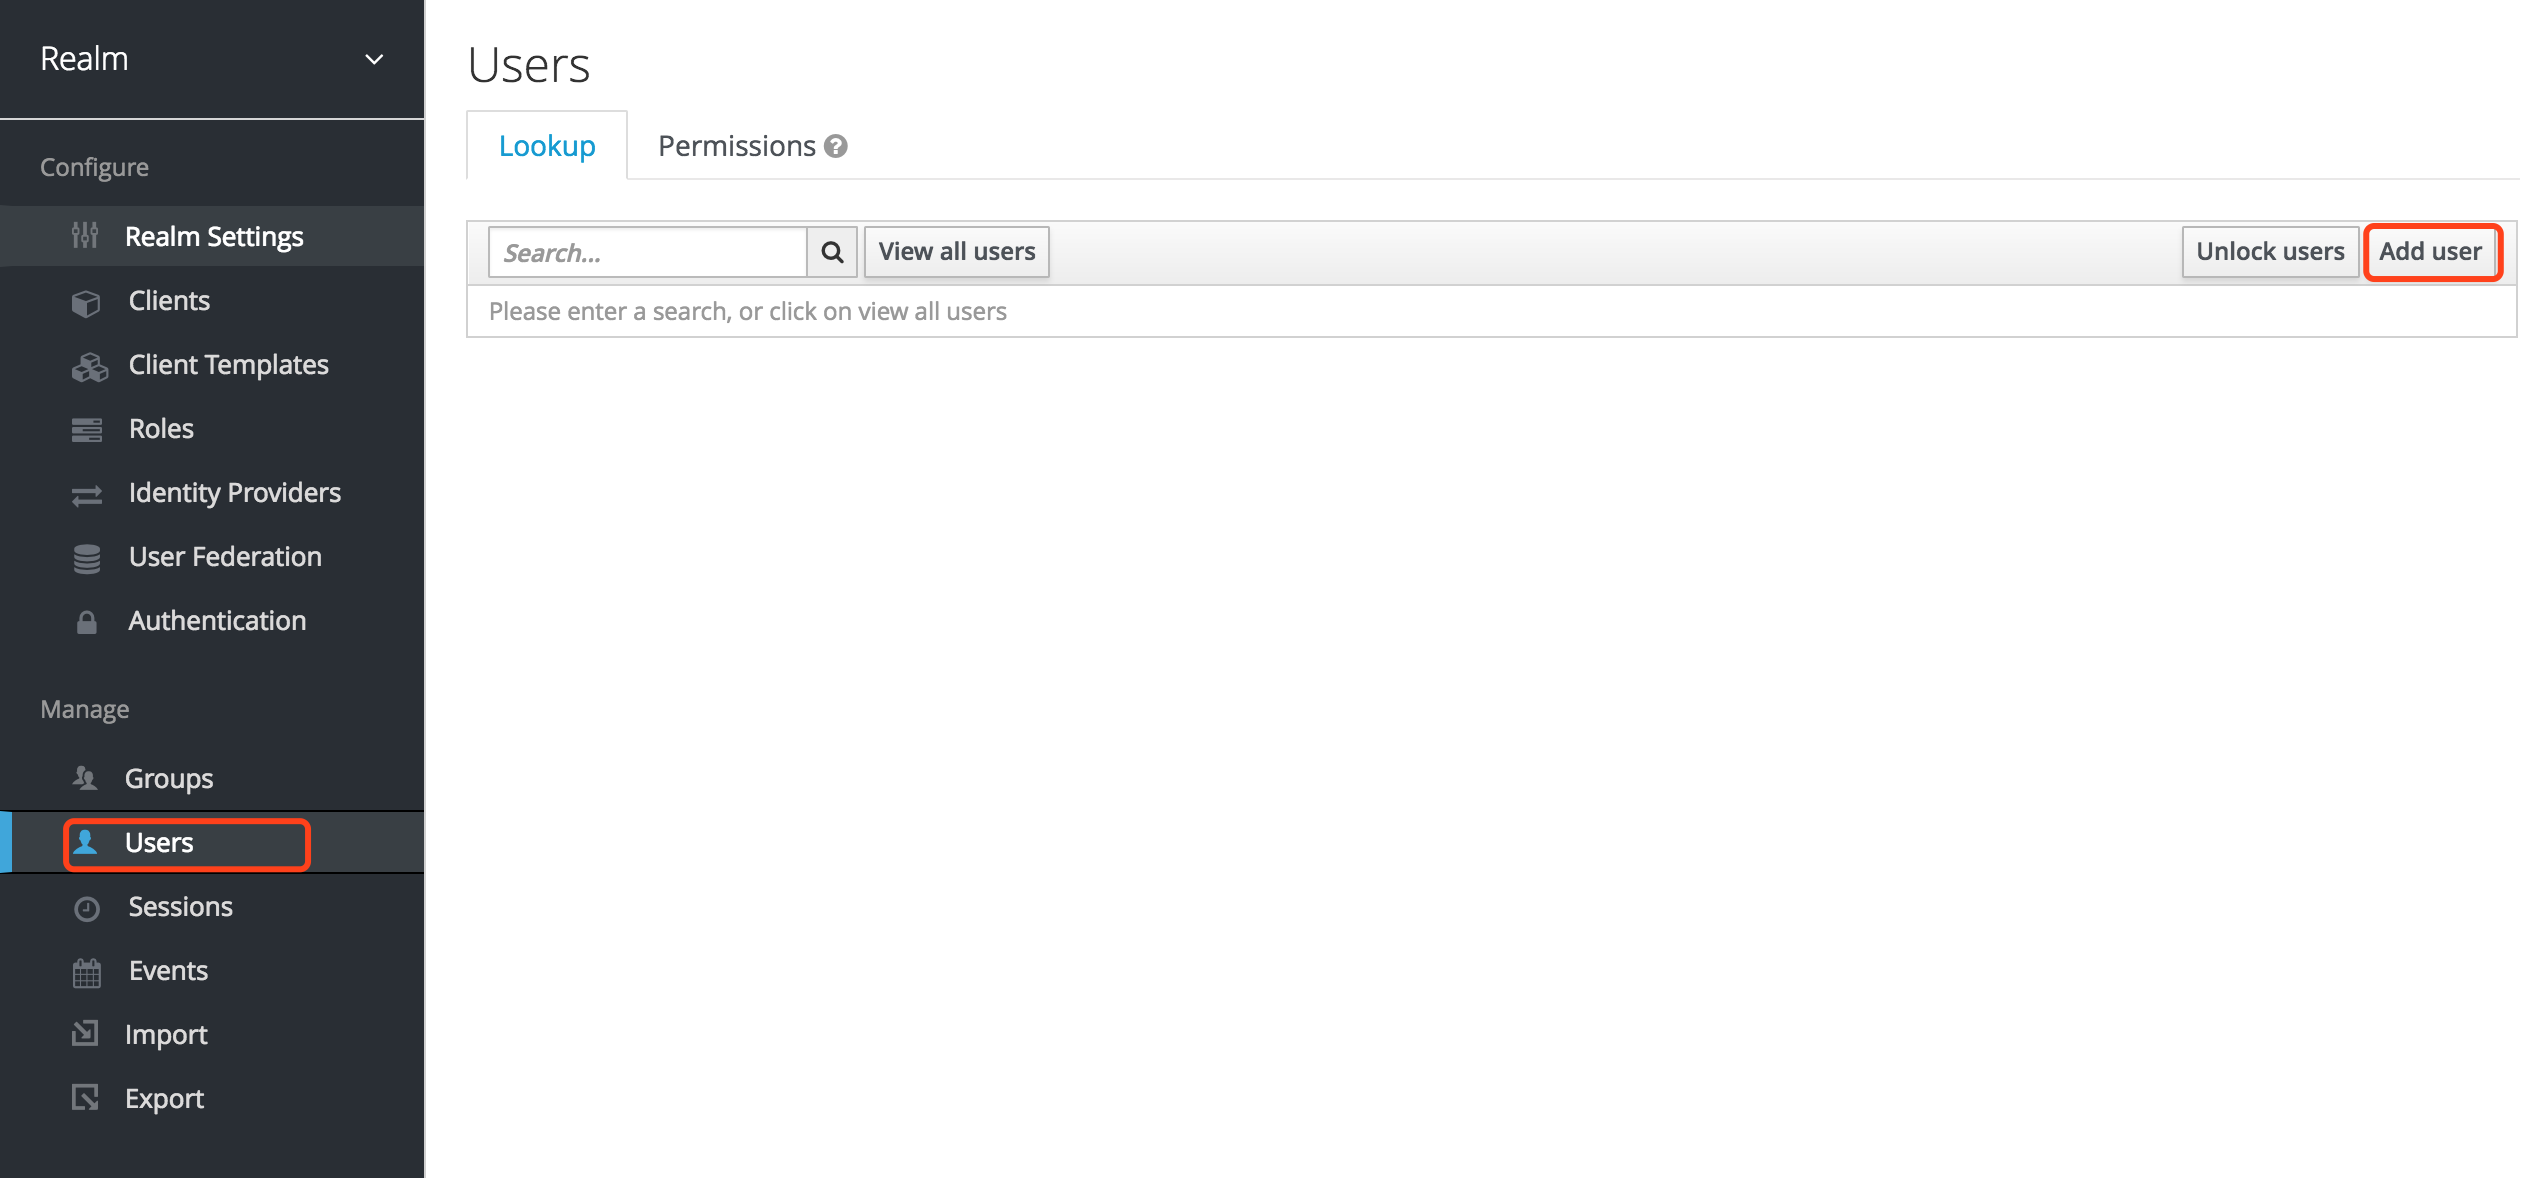 Realm
Configure
Realm Settings
Clients
Client Templates
Roles
Identity Providers
User Federation
Authentication
Manage
Groups
Users
Sessions
Events
Import
Export
Users
Lookup Permissions ?
Search... View all users Unlock users Add user
Please enter a search, or click on view all users